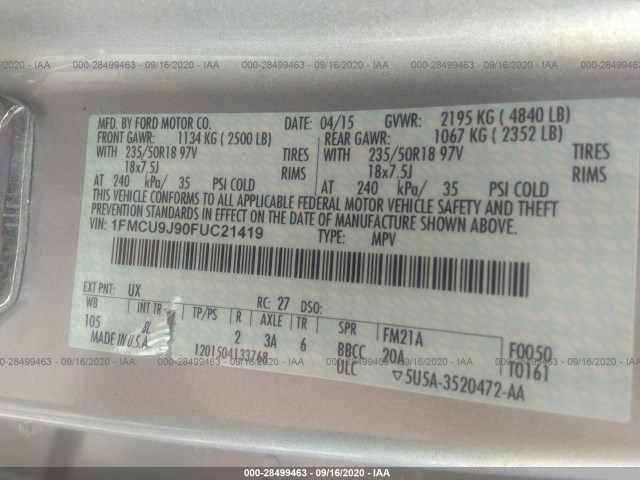 000-28499463 - 09/16/2020 - IAA
MFD. BY FORD MOTOR CO. DATE: 04/15 GVWR: 2195 KG ( 4840 LB)
FRONT GAWR: 1134 KG ( 2500 LB) REAR GAWR: 1067 KG ( 2352 LB)
WITH 235/50R18 97V TIRES WITH 235/50R18 97V TIRES
18x7.5J RIMS 18x7.5J RIMS
AT 240 kPa/ 35 PSI COLD AT 240 kPa/ 35 PSI COLD
THIS VEHICLE CONFORMS TO ALL APPLICABLE FEDERAL MOTOR VEHICLE SAFETY AND THEFT
PREVENTION STANDARDS IN EFFECT ON THE DATE OF MANUFACTURE SHOWN ABOVE.
VIN: 1FMCU9J90FUC21419 TYPE: MPV
EXT PNT: UX RC: 27 DSO:
WB INT TR TP/PS R AXLE TR SPR FM21A F0050
105 8L 2 3A 6 BBCC 20A T0161
MADE IN U.S.A. 120150413376B ULC ▽5U5A-3520472-AA
000-28499463 - 09/16/2020 - IAA